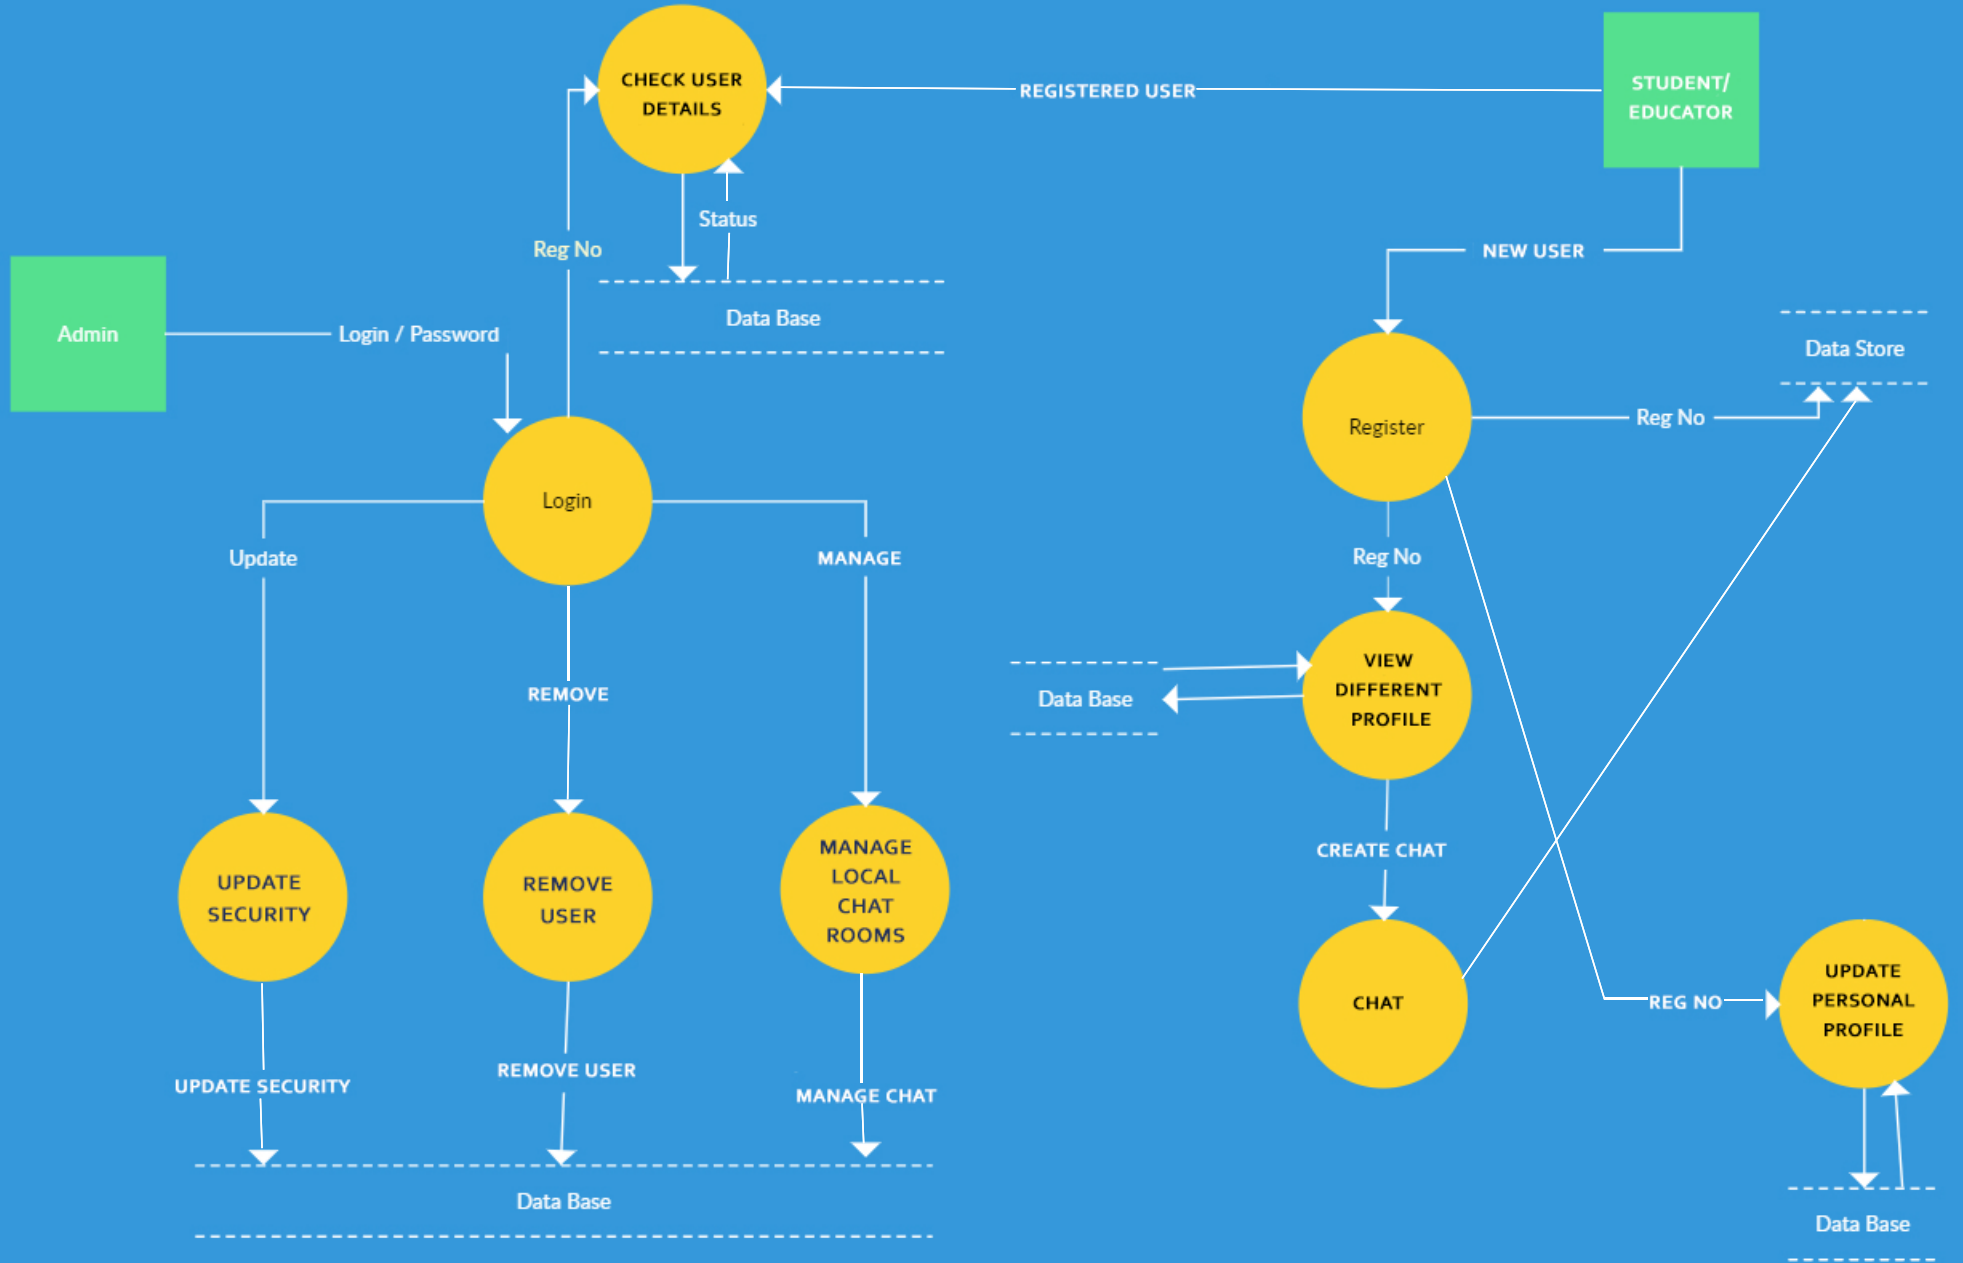 CHECK USER
DETAILS
REGISTERED USER
STUDENT/
EDUCATOR
Status
Reg No
NEW USER
Data Base
Admin
Login / Password
Data Store
Register
Reg No
Login
Update
MANAGE
Reg No
REMOVE
VIEW
DIFFERENT
PROFILE
Data Base
CREATE CHAT
UPDATE
SECURITY
REMOVE
USER
MANAGE
LOCAL
CHAT
ROOMS
CHAT
REG NO
UPDATE
PERSONAL
PROFILE
UPDATE SECURITY
REMOVE USER
MANAGE CHAT
Data Base
Data Base